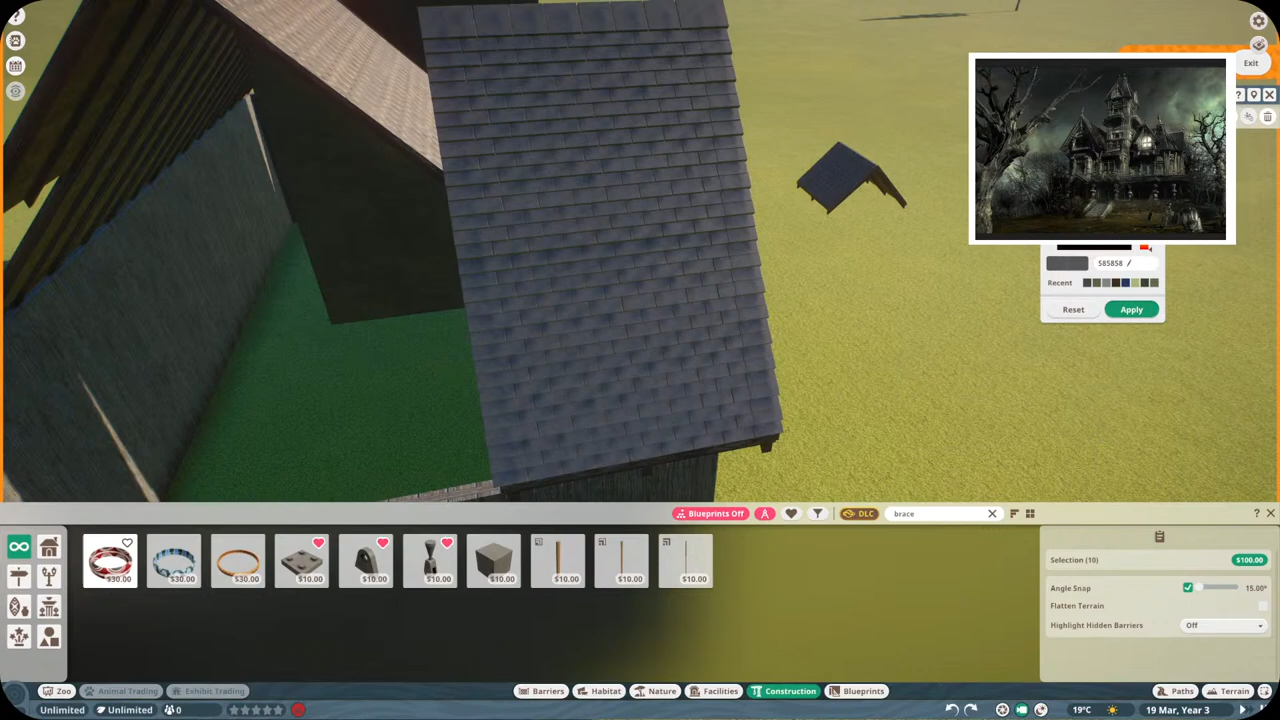 ?
Exit
?
585858 /
Recent
Reset
Apply
Blueprints Off
DLC
brace
?
$30.00
$30.00
$30.00
$10.00
$10.00
$10.00
$10.00
$10.00
$10.00
$10.00
Selection (10)
$100.00
Angle Snap
15.00°
Flatten Terrain
Highlight Hidden Barriers
Off
Zoo
Animal Trading
Exhibit Trading
Barriers
Habitat
Nature
Facilities
Construction
Blueprints
Paths
Terrain
Unlimited
Unlimited
0
19°C
19 Mar, Year 3